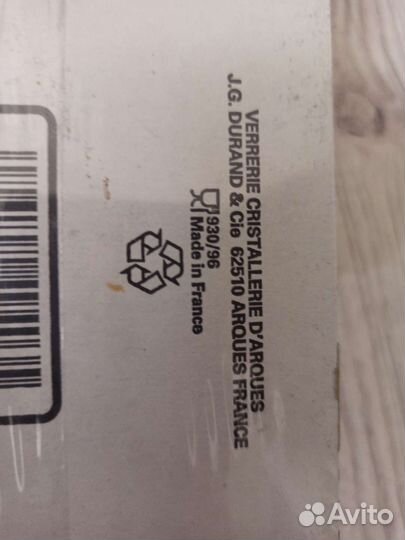 VERRERIE CRISTALLERIE D'ARQUES
J.G. DURAND & Cie 62510 ARQUES FRANCE
930/96
Made in France
Avito